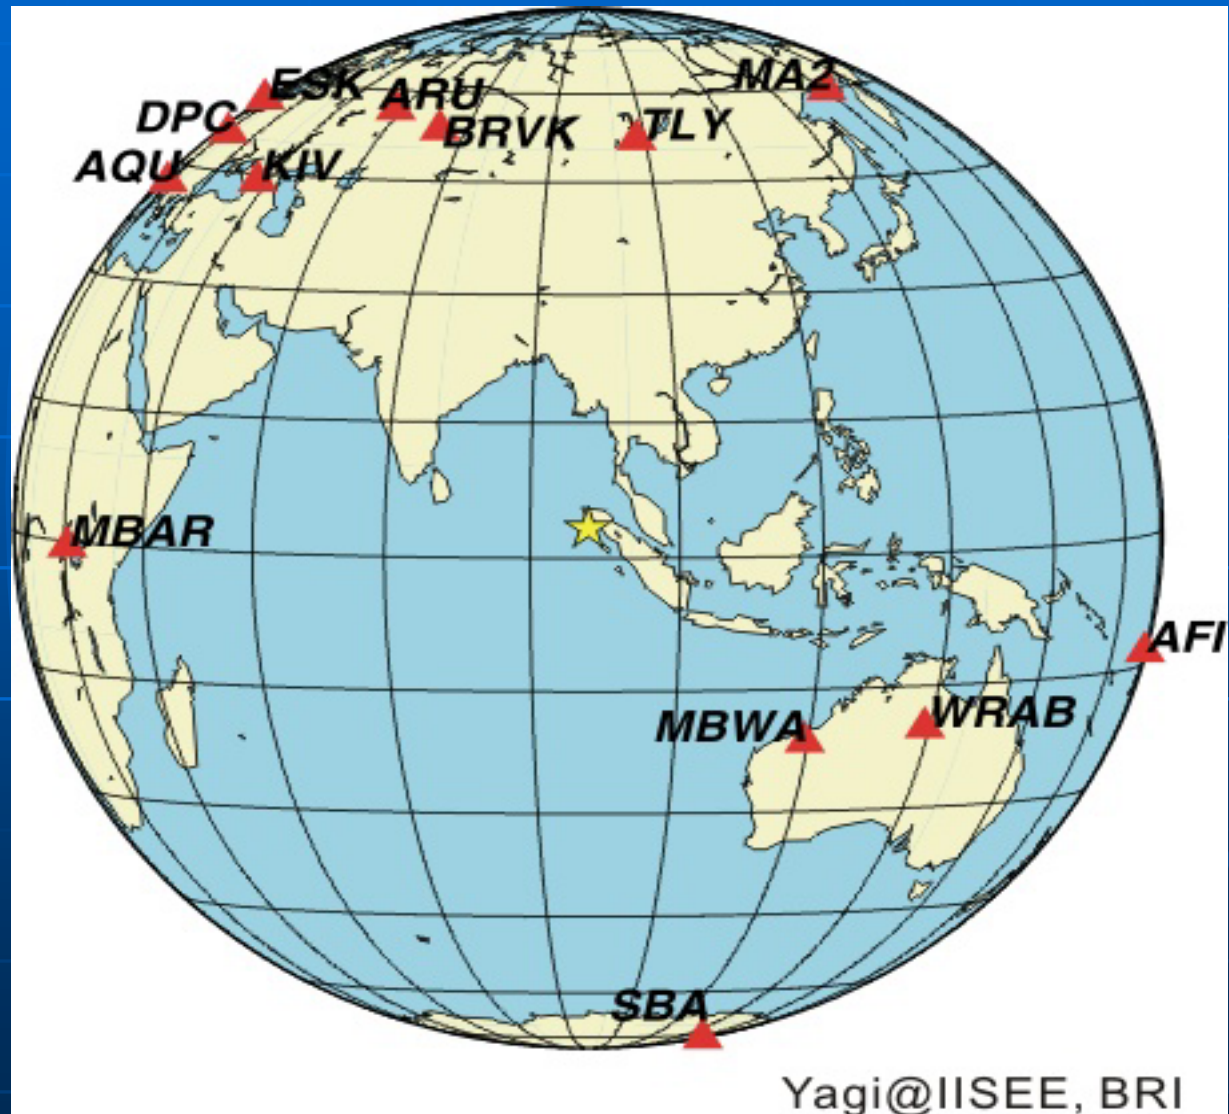 ESK
ARU
MA2
DPC
BRVK
TLY
AQU
KIV
MBAR
AFI
MBWA
WRAB
SBA
Yagi@IISEE, BRI